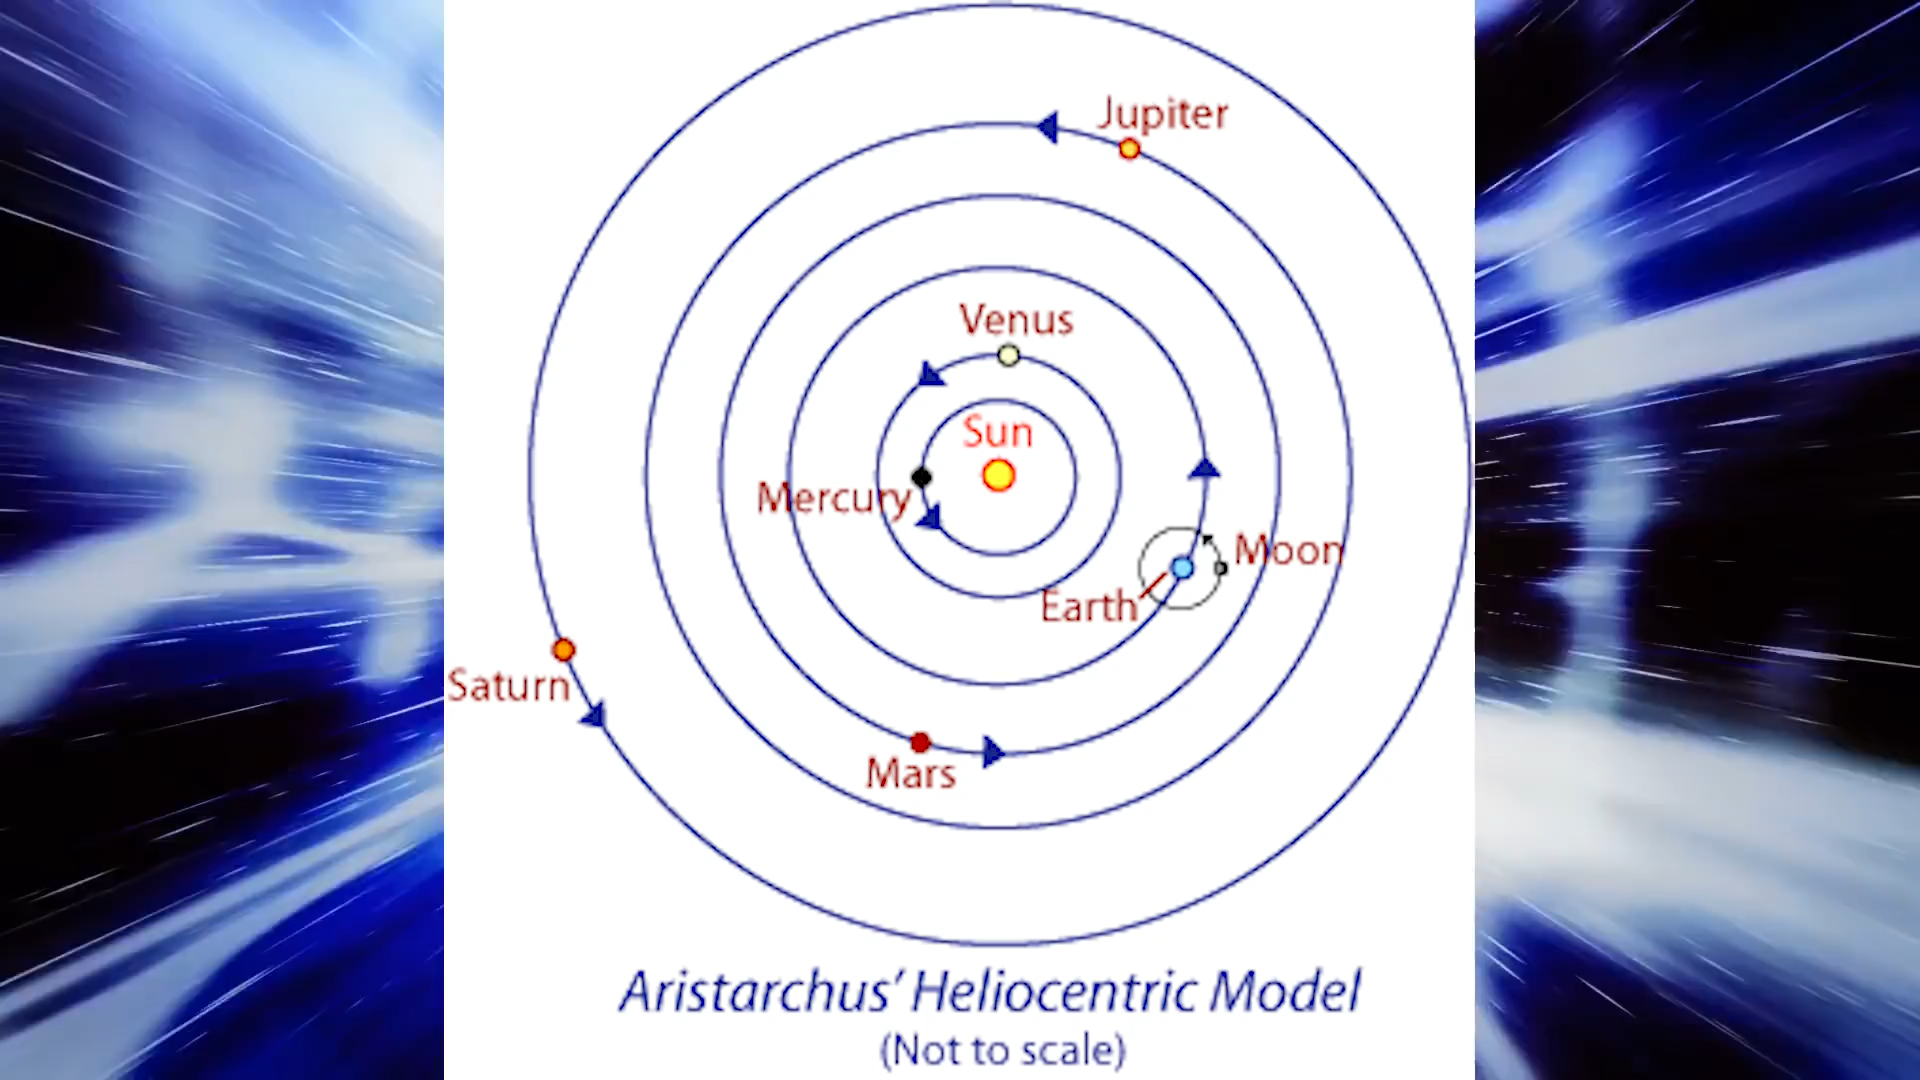 Jupiter
Venus
Sun
Mercury
Moon
Earth
Saturn
Mars
Aristarchus' Heliocentric Model
(Not to scale)